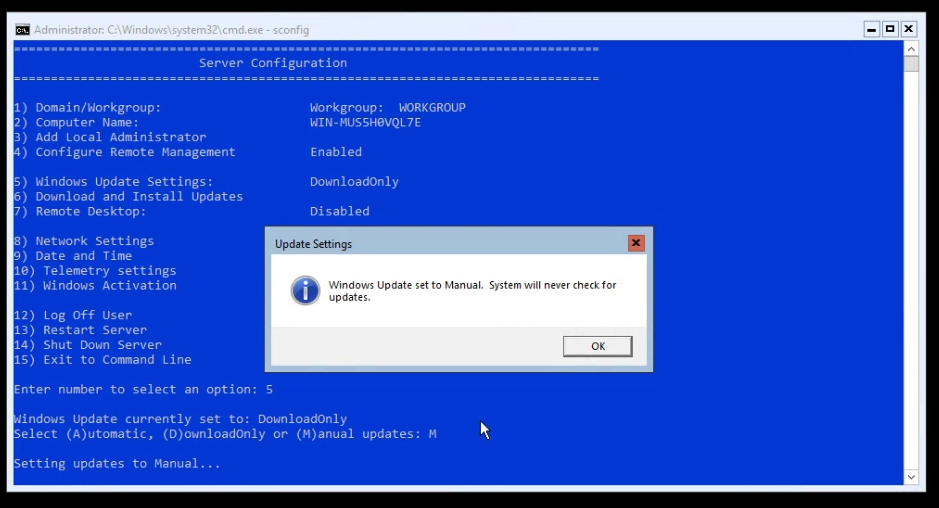 Administrator: C:\Windows\system32\cmd.exe - sconfig
===============================================================================
Server Configuration
===============================================================================
1) Domain/Workgroup: Workgroup: WORKGROUP
2) Computer Name: WIN-MUS5H0VQL7E
3) Add Local Administrator
4) Configure Remote Management Enabled
5) Windows Update Settings: DownloadOnly
6) Download and Install Updates
7) Remote Desktop: Disabled
8) Network Settings
9) Date and Time
10) Telemetry settings
11) Windows Activation
12) Log Off User
13) Restart Server
14) Shut Down Server
15) Exit to Command Line
Enter number to select an option: 5
Windows Update currently set to: DownloadOnly
Select (A)utomatic, (D)ownloadOnly or (M)anual updates: M
Setting updates to Manual...
Update Settings
Windows Update set to Manual. System will never check for
updates.
OK